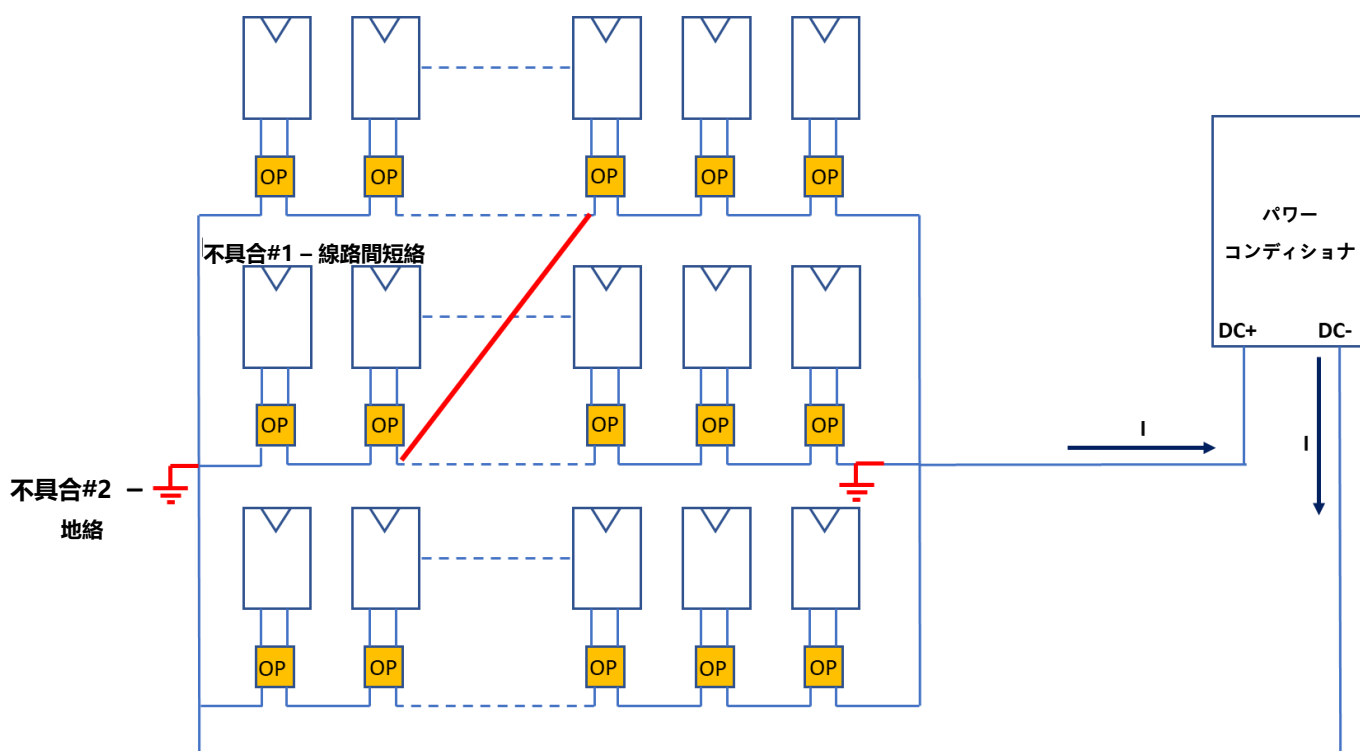 OP OP OP OP OP
不具合#1 – 線路間短絡
パワー
コンディショナ
DC+ DC-
OP OP OP OP OP
I
I
不具合#2 –
地絡
OP OP OP OP OP